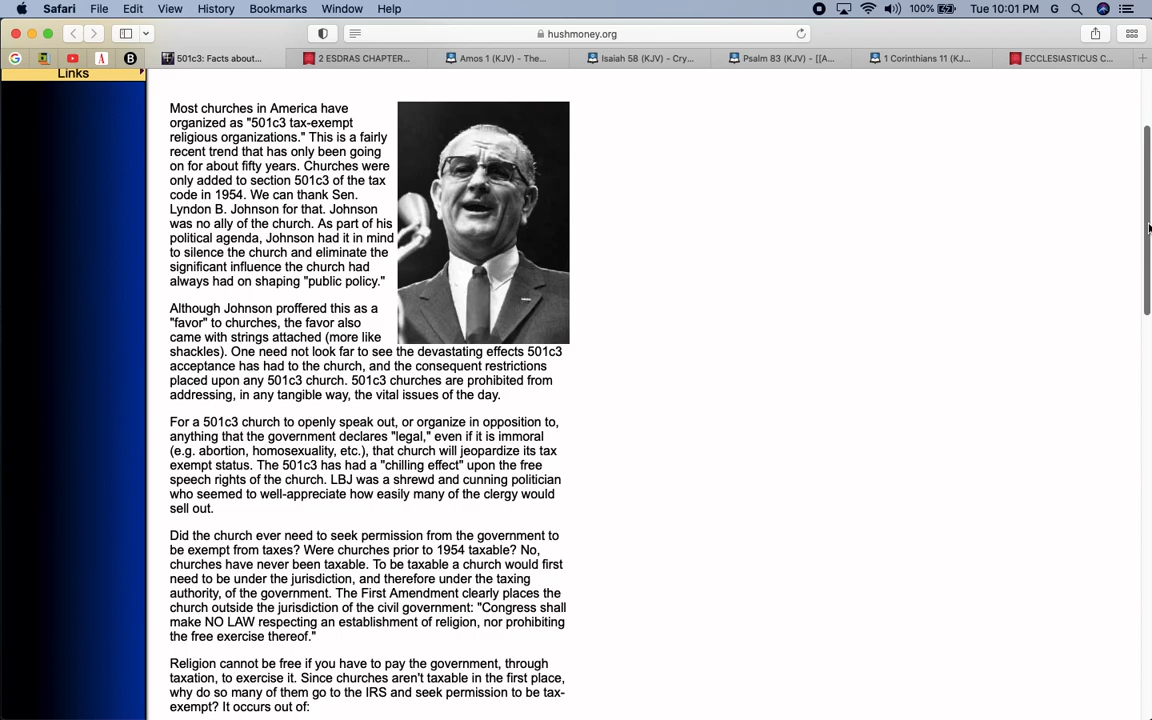 Safari File Edit View History Bookmarks Window Help 100% Tue 10:01 PM G
hushmoney.org
501c3: Facts about... 2 ESDRAS CHAPTER... Amos 1 (KJV) - The... Isaiah 58 (KJV) - Cry... Psalm 83 (KJV) - [[A... 1 Corinthians 11 (KJ... ECCLESIASTICUS C...
Links
Most churches in America have
organized as "501c3 tax-exempt
religious organizations." This is a fairly
recent trend that has only been going
on for about fifty years. Churches were
only added to section 501c3 of the tax
code in 1954. We can thank Sen.
Lyndon B. Johnson for that. Johnson
was no ally of the church. As part of his
political agenda, Johnson had it in mind
to silence the church and eliminate the
significant influence the church had
always had on shaping "public policy."
Although Johnson proffered this as a
"favor" to churches, the favor also
came with strings attached (more like
shackles). One need not look far to see the devastating effects 501c3
acceptance has had to the church, and the consequent restrictions
placed upon any 501c3 church. 501c3 churches are prohibited from
addressing, in any tangible way, the vital issues of the day.
For a 501c3 church to openly speak out, or organize in opposition to,
anything that the government declares "legal," even if it is immoral
(e.g. abortion, homosexuality, etc.), that church will jeopardize its tax
exempt status. The 501c3 has had a "chilling effect" upon the free
speech rights of the church. LBJ was a shrewd and cunning politician
who seemed to well-appreciate how easily many of the clergy would
sell out.
Did the church ever need to seek permission from the government to
be exempt from taxes? Were churches prior to 1954 taxable? No,
churches have never been taxable. To be taxable a church would first
need to be under the jurisdiction, and therefore under the taxing
authority, of the government. The First Amendment clearly places the
church outside the jurisdiction of the civil government: "Congress shall
make NO LAW respecting an establishment of religion, nor prohibiting
the free exercise thereof."
Religion cannot be free if you have to pay the government, through
taxation, to exercise it. Since churches aren't taxable in the first place,
why do so many of them go to the IRS and seek permission to be tax-
exempt? It occurs out of: